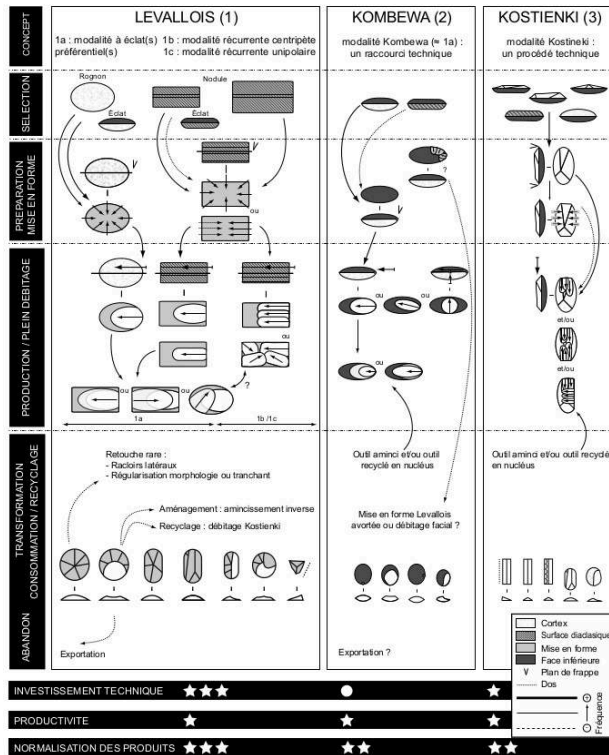 CONCEPT
LEVALLOIS (1)
1a : modalité à éclat(s)
préférentiel(s)
1b : modalité récurrente centripète
1c : modalité récurrente unipolaire
KOMBEWA (2)
modalité Kombewa (≈ 1a) :
un raccourci technique
KOSTIENKI (3)
modalité Kostineki :
un procédé technique
SELECTION
Rognon
Éclat
Nodule
Éclat
PREPARATION
MISE EN FORME
ou
?
PRODUCTION / PLEIN DEBITAGE
ou
ou
ou
?
1a
1b /1c
ou
ou
ou
Outil aminci et/ou outil
recyclé en nucléus
et/ou
et/ou
Outil aminci et/ou outil recyclé
en nucléus
TRANSFORMATION
CONSOMMATION / RECYCLAGE
Retouche rare :
- Racloirs latéraux
- Régularisation morphologie ou tranchant
Aménagement : amincissement inverse
Recyclage : débitage Kostienki
Mise en forme Levallois
avortée ou débitage facial ?
ABANDON
Exportation
Exportation ?
Cortex
Surface diaclasique
Mise en forme
Face inférieure
Plan de frappe
Dos
Fréquence
INVESTISSEMENT TECHNIQUE
PRODUCTIVITE
NORMALISATION DES PRODUITS